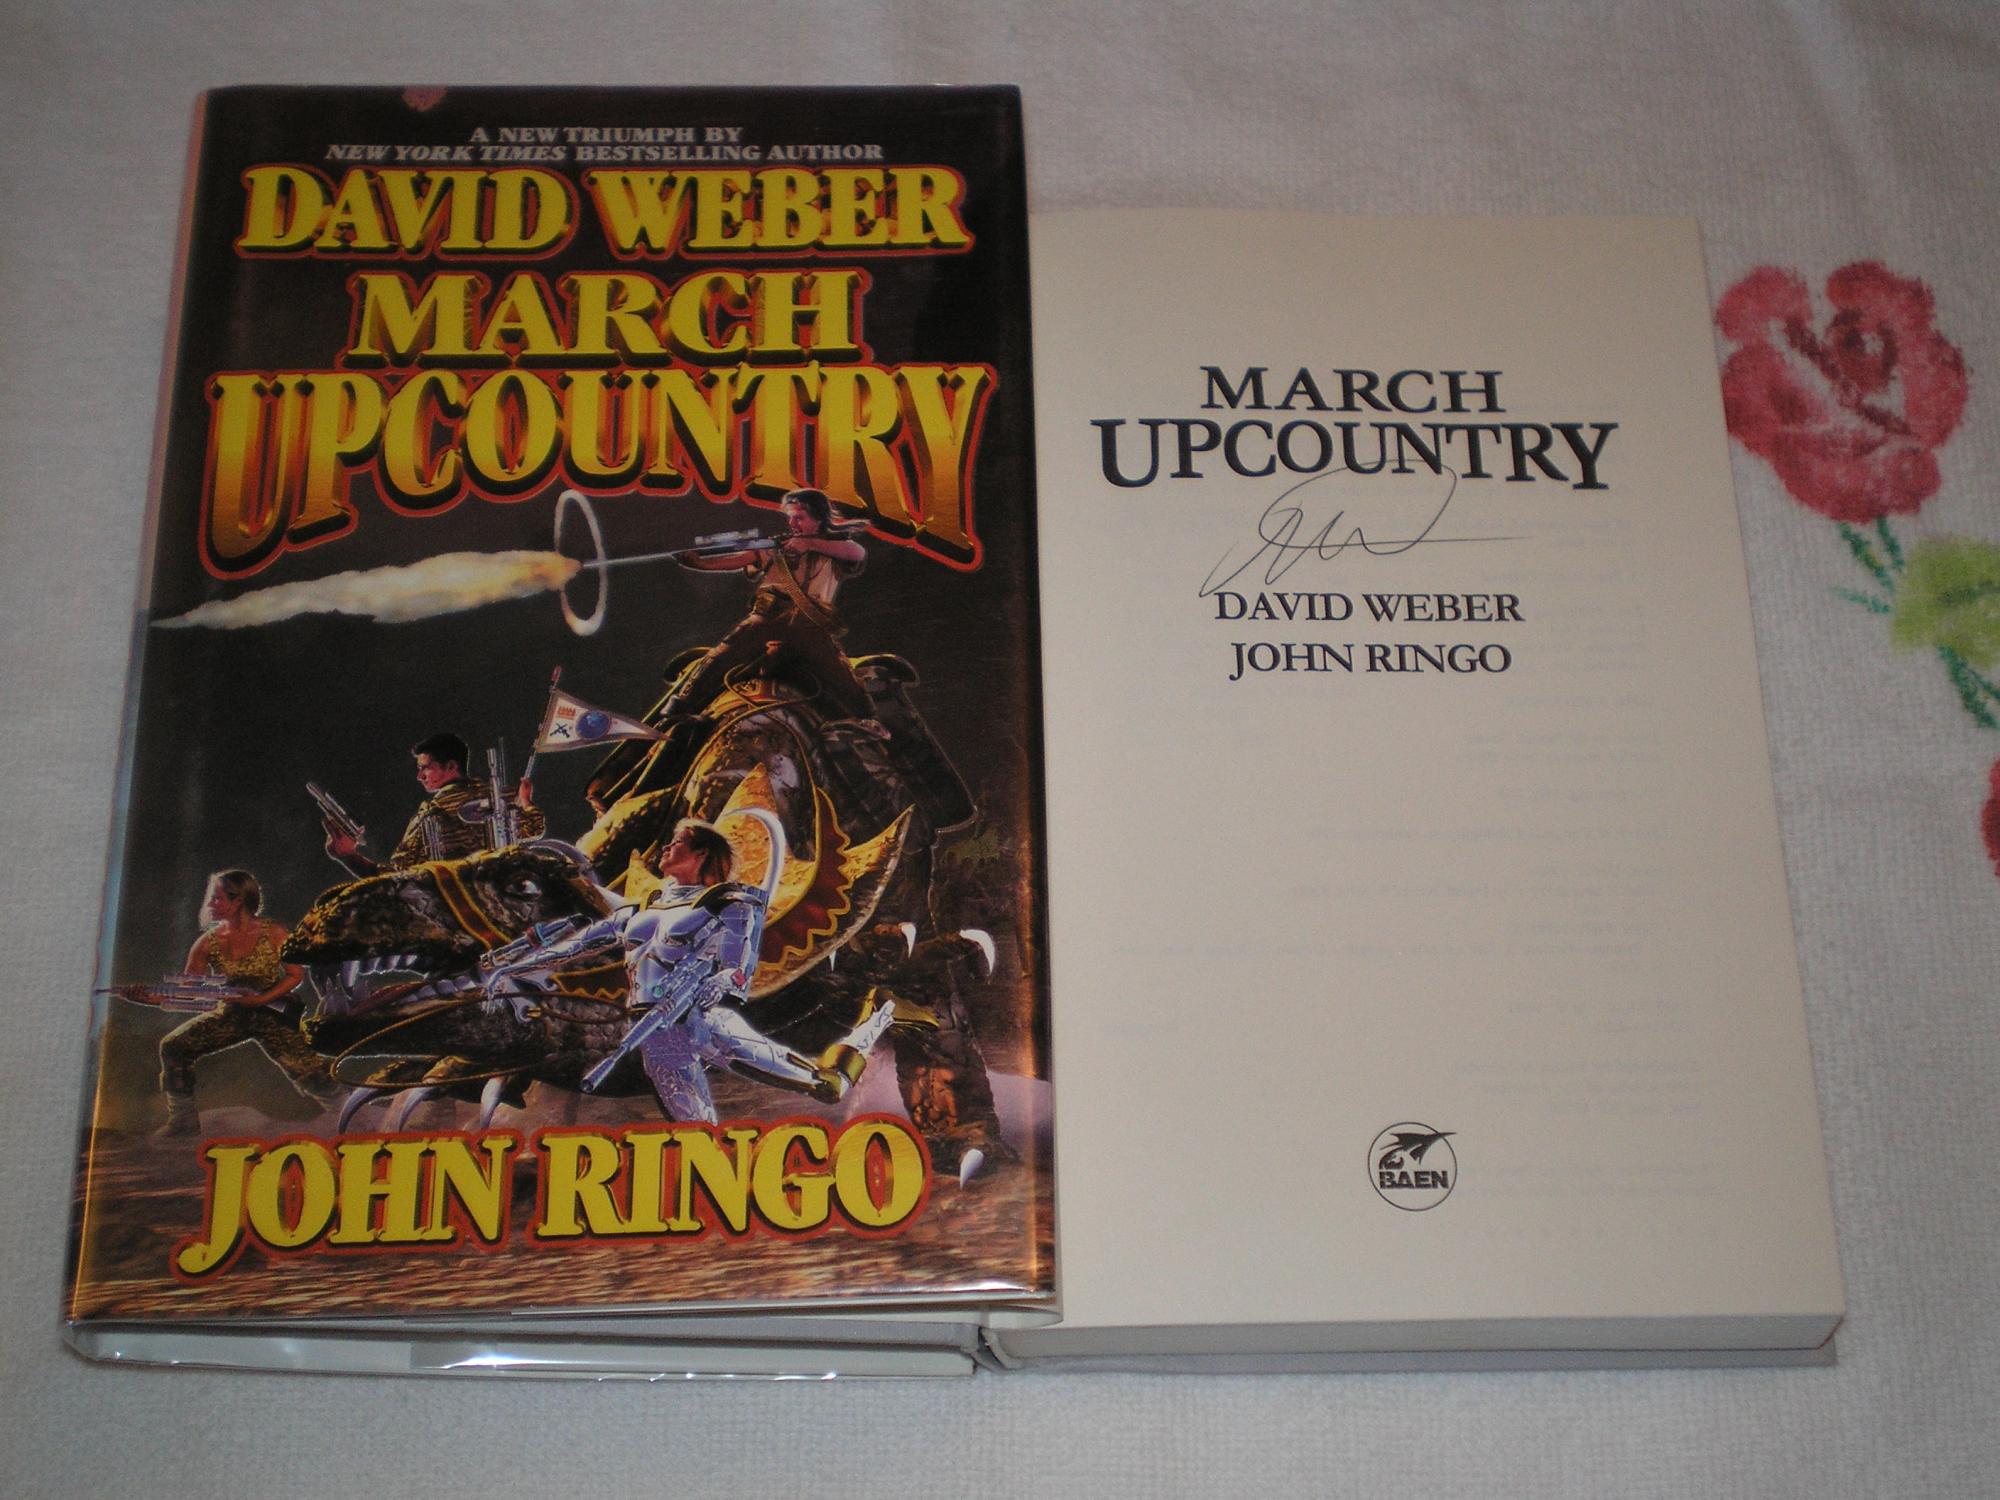 A NEW TRIUMPH BY
NEW YORK TIMES BESTSELLING AUTHOR
DAVID WEBER
MARCH
UPCOUNTRY
JOHN RINGO
MARCH
UPCOUNTRY
DAVID WEBER
JOHN RINGO
BAEN